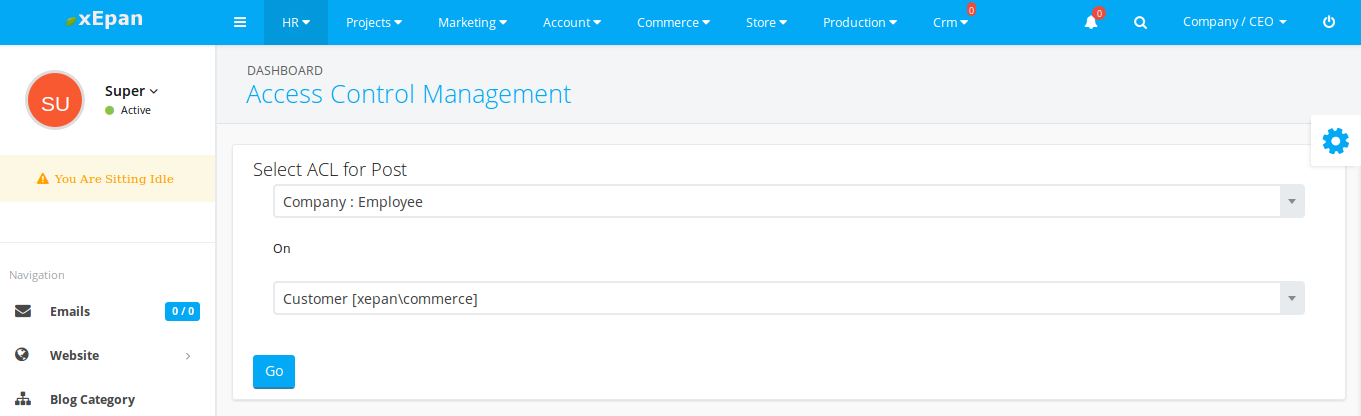 xEpan
HR
Projects
Marketing
Account
Commerce
Store
Production
Crm
0
0
Company / CEO
SU
Super
Active
You Are Sitting Idle
Navigation
Emails
0 / 0
Website
Blog Category
DASHBOARD
Access Control Management
Select ACL for Post
Company : Employee
On
Customer [xepan\commerce]
Go